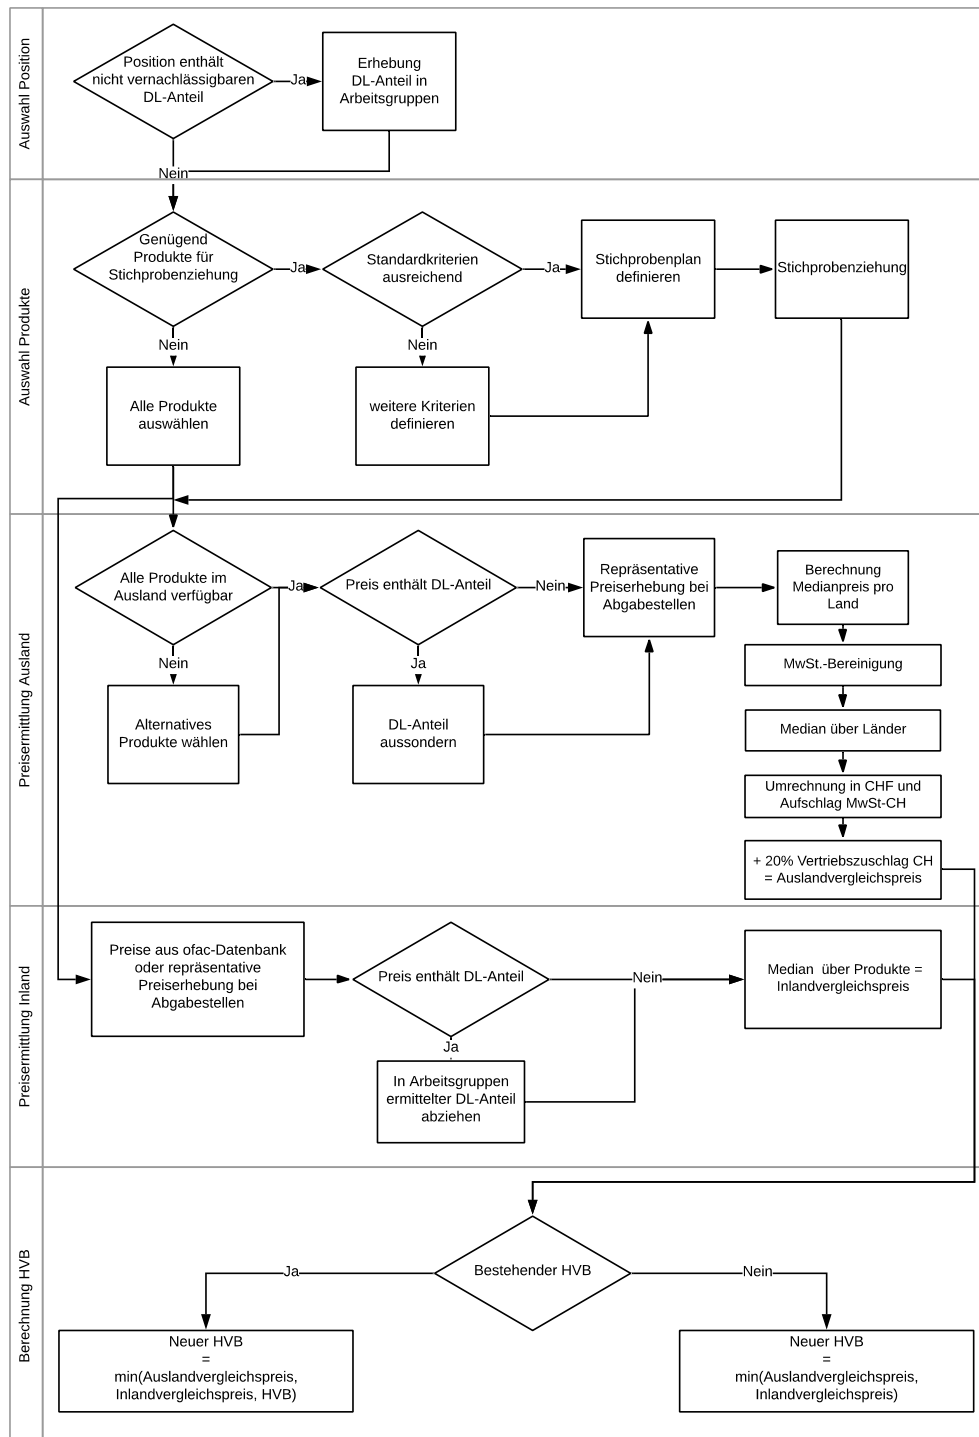 Auswahl Position
Position enthält
nicht vernachlässigbaren
DL-Anteil
Ja
Erhebung
DL-Anteil in
Arbeitsgruppen
Nein
Auswahl Produkte
Genügend
Produkte für
Stichprobenziehung
Ja
Standardkriterien
ausreichend
Ja
Stichprobenplan
definieren
Stichprobenziehung
Nein
Nein
Alle Produkte
auswählen
weitere Kriterien
definieren
Preisermittlung Ausland
Alle Produkte im
Ausland verfügbar
Ja
Preis enthält DL-Anteil
Nein
Repräsentative
Preiserhebung bei
Abgabestellen
Berechnung
Medianpreis pro
Land
Nein
Ja
MwSt.-Bereinigung
Alternatives
Produkte wählen
DL-Anteil
aussondern
Median über Länder
Umrechnung in CHF und
Aufschlag MwSt-CH
+ 20% Vertriebszuschlag CH
= Auslandvergleichspreis
Preisermittlung Inland
Preise aus ofac-Datenbank
oder repräsentative
Preiserhebung bei
Abgabestellen
Preis enthält DL-Anteil
Nein
Median  über Produkte =
Inlandvergleichspreis
Ja
In Arbeitsgruppen
ermittelter DL-Anteil
abziehen
Berechnung HVB
Bestehender HVB
Ja
Nein
Neuer HVB
=
min(Auslandvergleichspreis,
Inlandvergleichspreis, HVB)
Neuer HVB
=
min(Auslandvergleichspreis,
Inlandvergleichspreis)